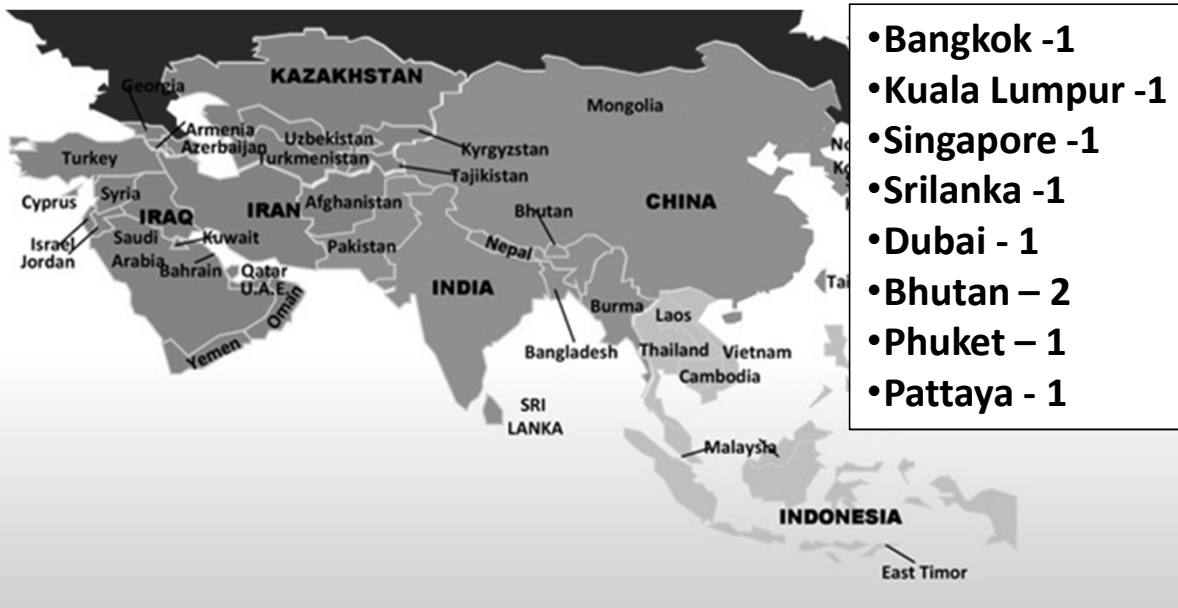 •Bangkok -1
•Kuala Lumpur -1
•Singapore -1
•Srilanka -1
•Dubai - 1
•Bhutan – 2
•Phuket – 1
•Pattaya - 1
KAZAKHSTAN
Georgia
Mongolia
Armenia
Uzbekistan
Azerbaijan
Kyrgyzstan
Turkey
Turkmenistan
Tajikistan
Syria
Cyprus
IRAQ
IRAN
Afghanistan
CHINA
Bhutan
Israel
Saudi Arabia
Kuwait
Pakistan
Nepal
Jordan
Bahrain
Qatar
U.A.E.
INDIA
Oman
Burma
Laos
Yemen
Bangladesh
Thailand
Vietnam
Cambodia
SRI
LANKA
Malaysia
INDONESIA
East Timor